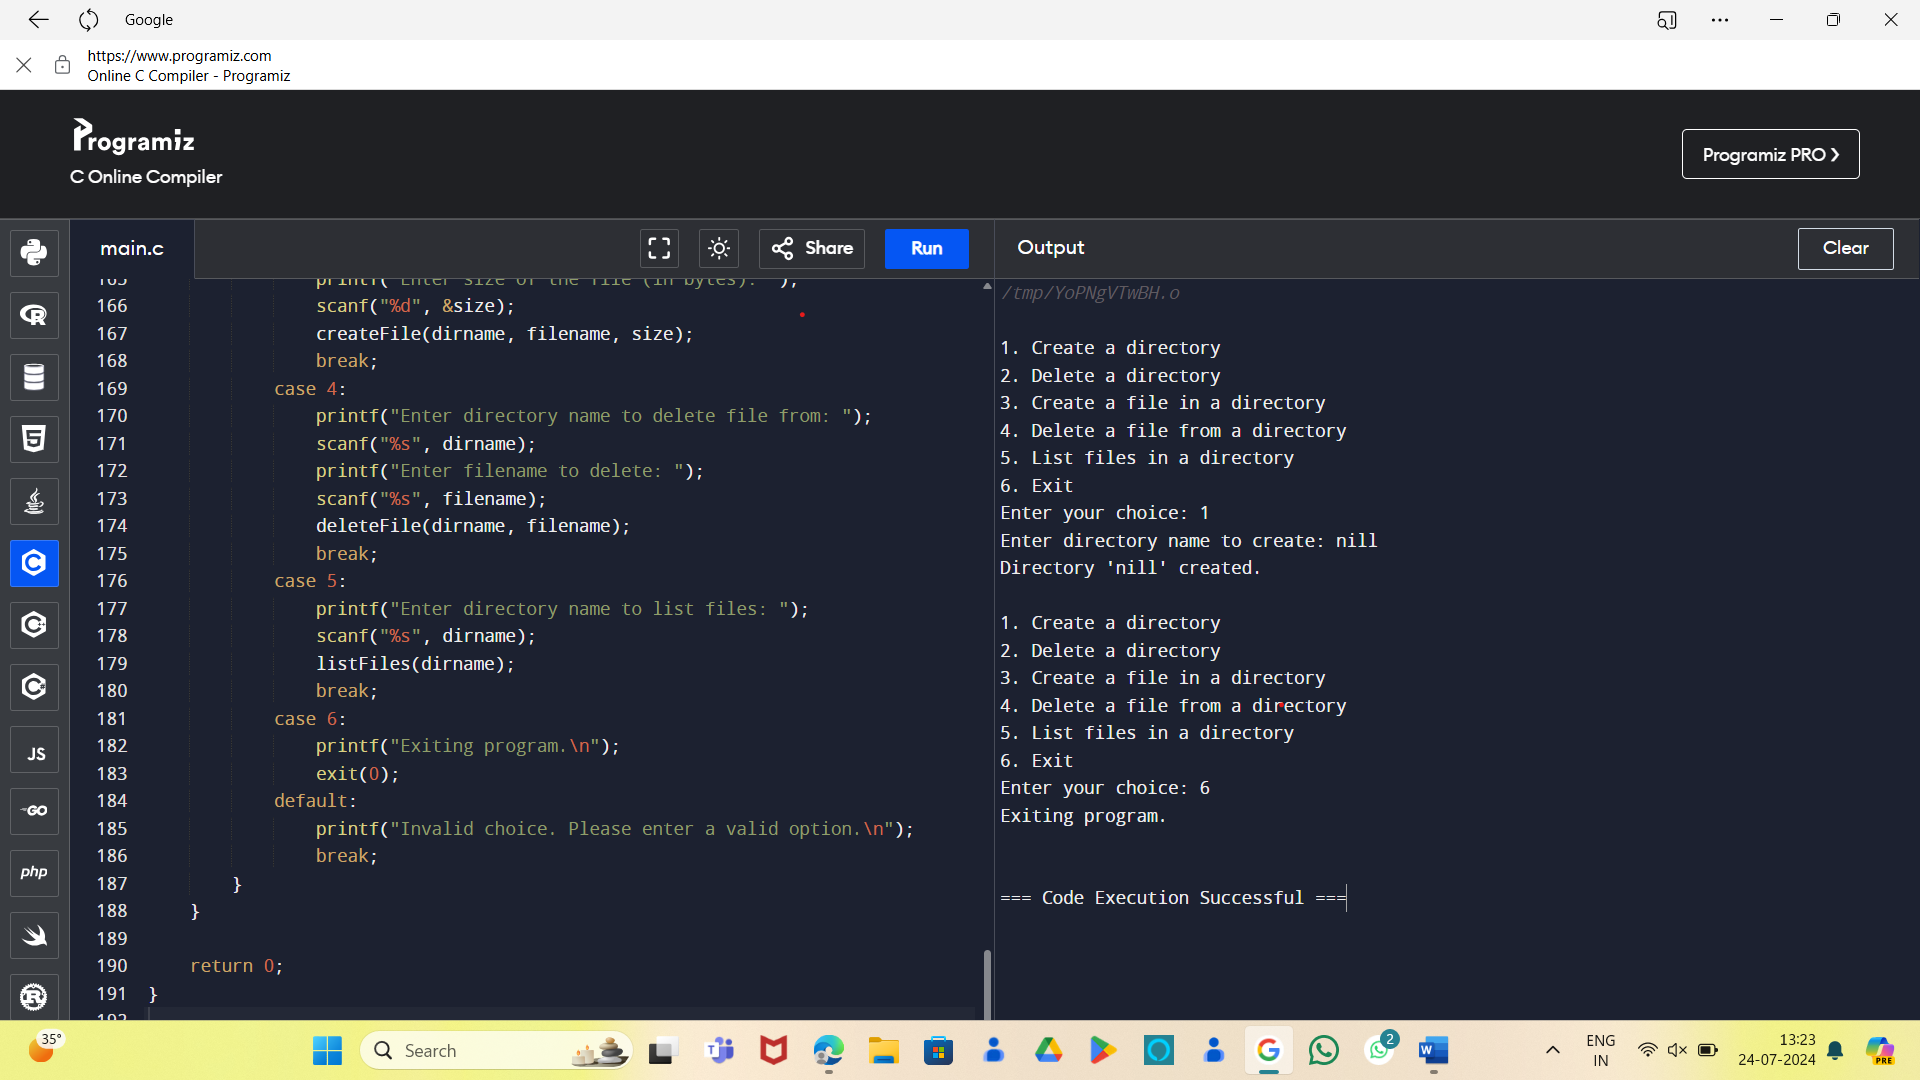 Google
https://www.programiz.com
Online C Compiler - Programiz
Programiz
C Online Compiler
Programiz PRO ❯
main.c
Share
Run
Output
Clear
165 printf("Enter size of the file (in bytes): ");
166 scanf("%d", &size);
167 createFile(dirname, filename, size);
168 break;
169 case 4:
170 printf("Enter directory name to delete file from: ");
171 scanf("%s", dirname);
172 printf("Enter filename to delete: ");
173 scanf("%s", filename);
174 deleteFile(dirname, filename);
175 break;
176 case 5:
177 printf("Enter directory name to list files: ");
178 scanf("%s", dirname);
179 listFiles(dirname);
180 break;
181 case 6:
182 printf("Exiting program.\n");
183 exit(0);
184 default:
185 printf("Invalid choice. Please enter a valid option.\n");
186 break;
187 }
188 }
189
190 return 0;
191 }
192
/tmp/YoPNgVTwBH.o
1. Create a directory
2. Delete a directory
3. Create a file in a directory
4. Delete a file from a directory
5. List files in a directory
6. Exit
Enter your choice: 1
Enter directory name to create: nill
Directory 'nill' created.
1. Create a directory
2. Delete a directory
3. Create a file in a directory
4. Delete a file from a directory
5. List files in a directory
6. Exit
Enter your choice: 6
Exiting program.
=== Code Execution Successful ===
JS
GO
php
35°
Search
2
ENG
IN
13:23
24-07-2024
PRE